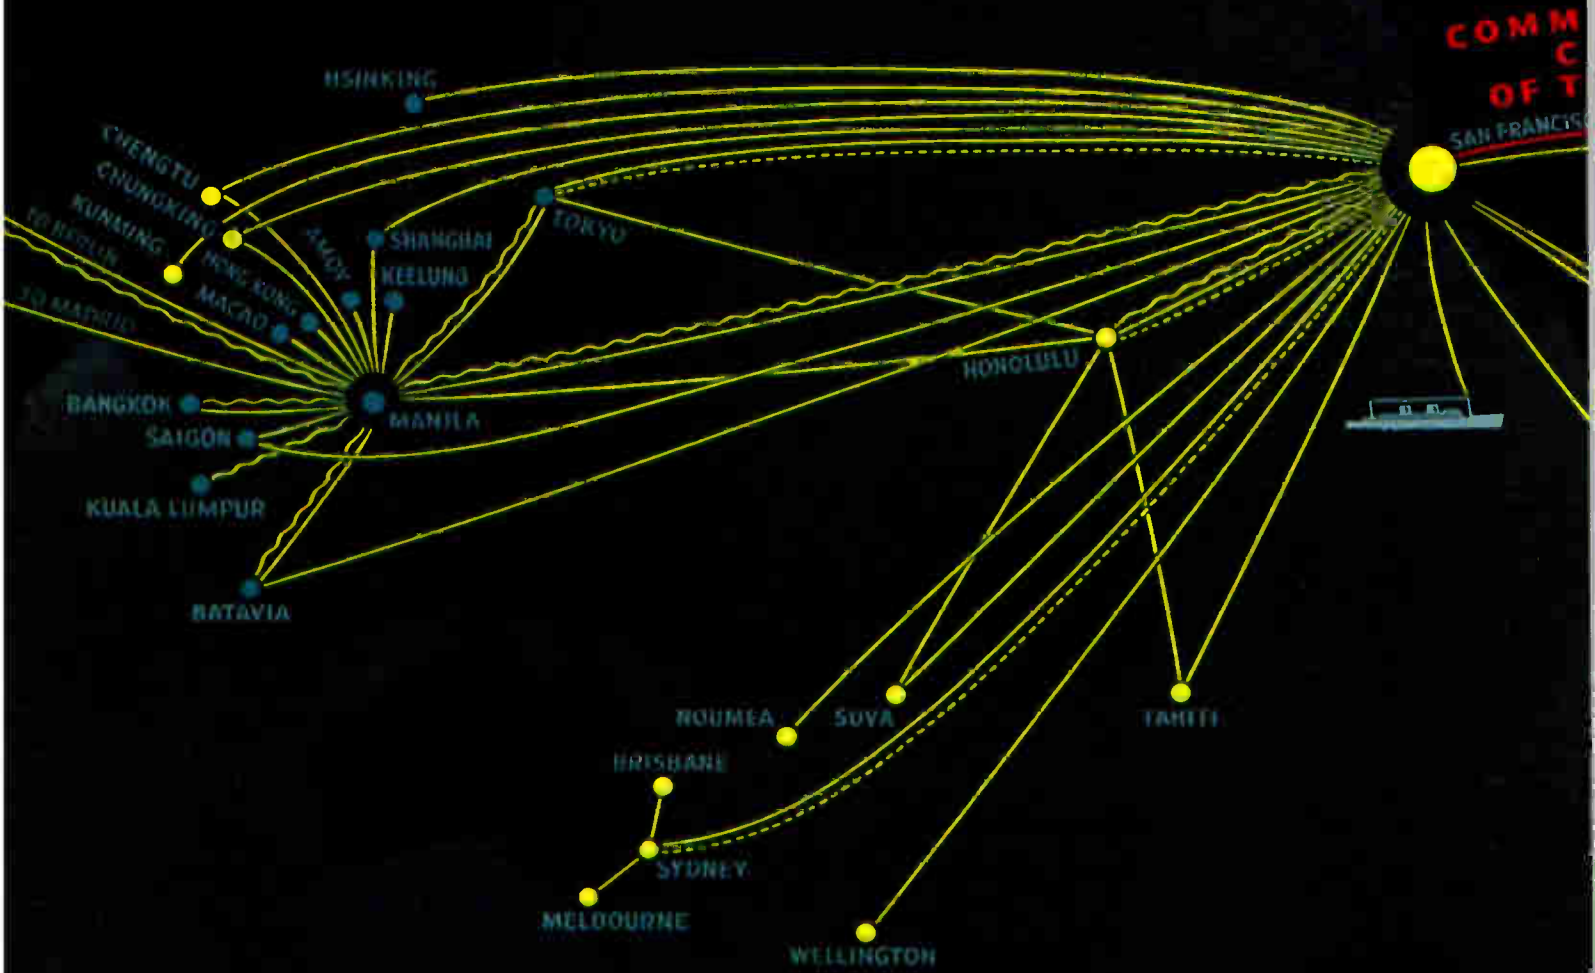 COMM
C
OF T
SAN FRANCISC
HSINKING
CHENGTU
CHUNGKING
KUNMING
TO BERLIN
HONG KONG
MACAO
AMOY
SHANGHAI
KEELUNG
TOKYO
TO MADRID
HONOLULU
BANGKOK
MANILA
SAIGON
KUALA LUMPUR
BATAVIA
NOUMEA
SUVA
TAHITI
BRISBANE
SYDNEY
MELBOURNE
WELLINGTON